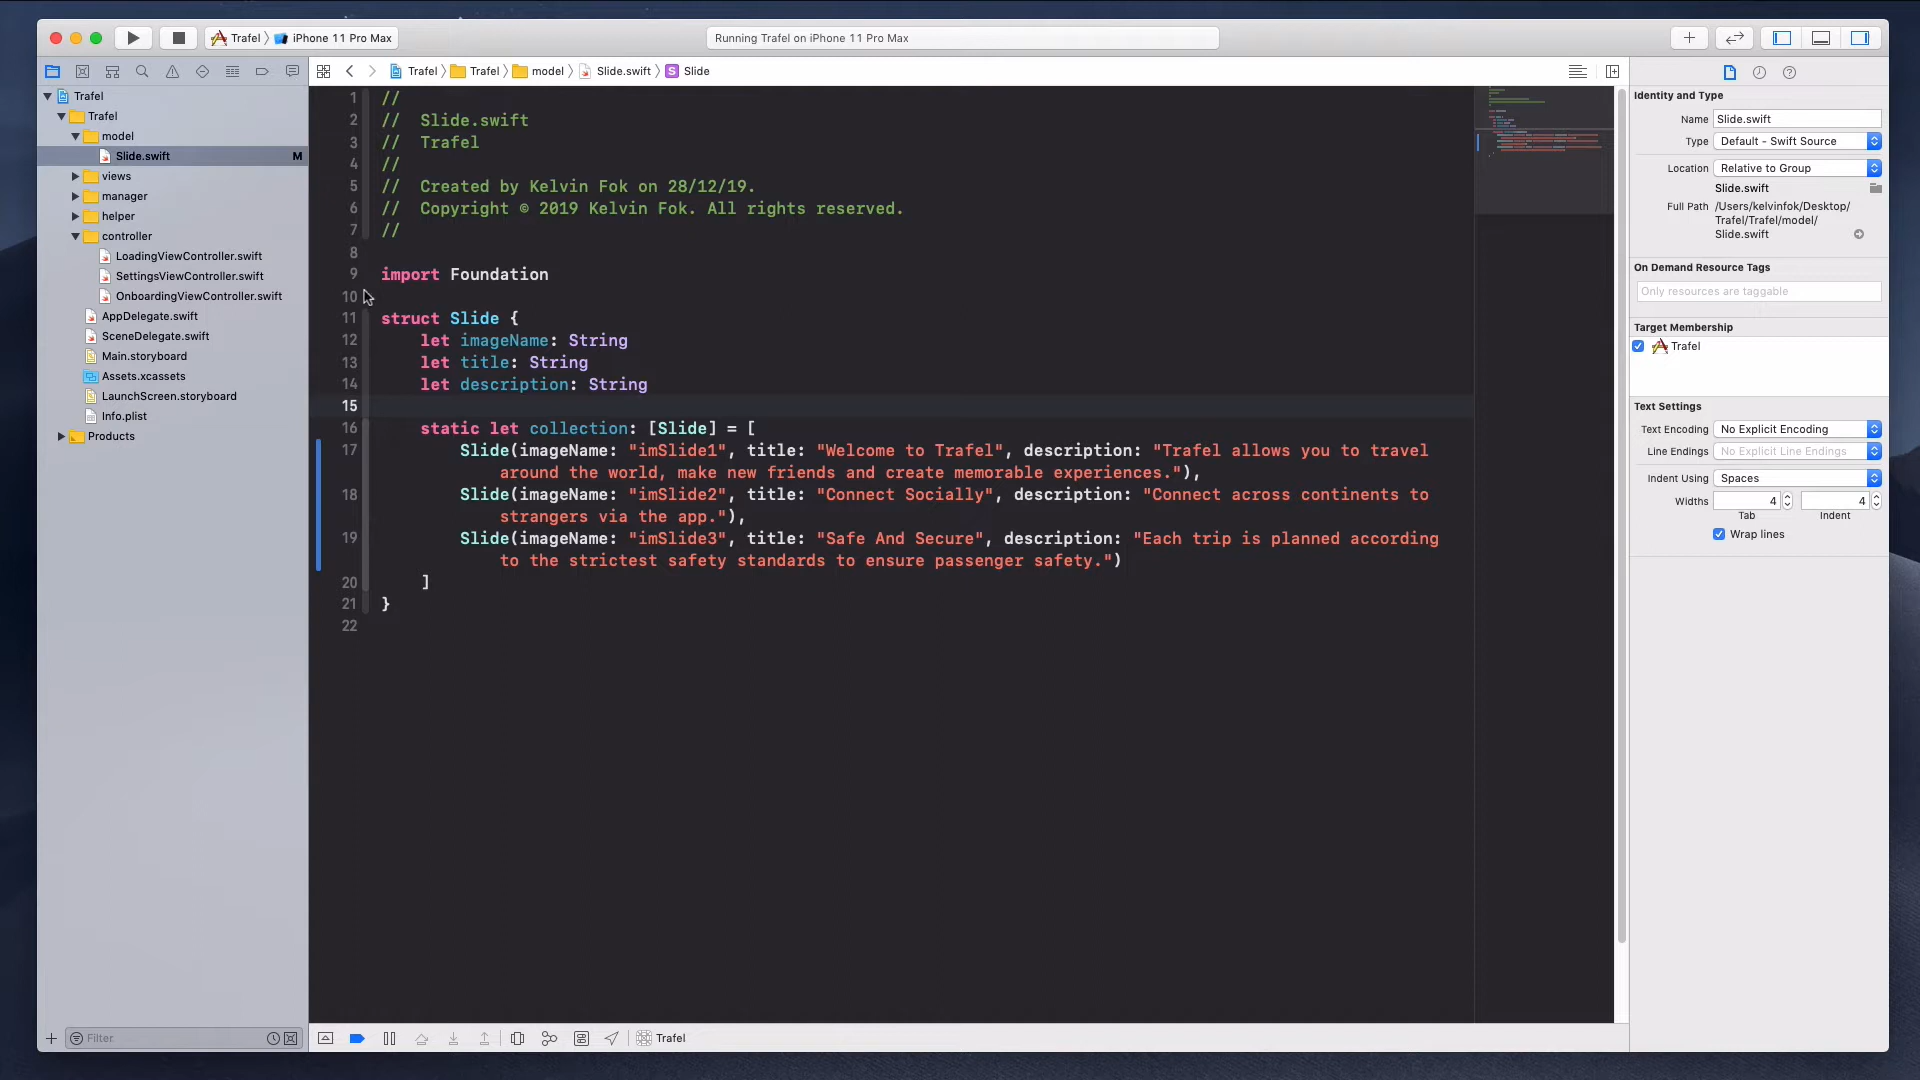 Trafel
iPhone 11 Pro Max
Running Trafel on iPhone 11 Pro Max
Trafel
Trafel
model
Slide.swift
M
views
manager
helper
controller
LoadingViewController.swift
SettingsViewController.swift
OnboardingViewController.swift
AppDelegate.swift
SceneDelegate.swift
Main.storyboard
Assets.xcassets
LaunchScreen.storyboard
Info.plist
Products
Filter
Trafel
Trafel
model
Slide.swift
S
Slide
1 //
2 //  Slide.swift
3 //  Trafel
4 //
5 //  Created by Kelvin Fok on 28/12/19.
6 //  Copyright © 2019 Kelvin Fok. All rights reserved.
7 //
8
9 import Foundation
10
11 struct Slide {
12     let imageName: String
13     let title: String
14     let description: String
15
16     static let collection: [Slide] = [
17         Slide(imageName: "imSlide1", title: "Welcome to Trafel", description: "Trafel allows you to travel
around the world, make new friends and create memorable experiences."),
18         Slide(imageName: "imSlide2", title: "Connect Socially", description: "Connect across continents to
strangers via the app."),
19         Slide(imageName: "imSlide3", title: "Safe And Secure", description: "Each trip is planned according
to the strictest safety standards to ensure passenger safety.")
20     ]
21 }
22
Trafel
Identity and Type
Name Slide.swift
Type Default - Swift Source
Location Relative to Group
Slide.swift
Full Path /Users/kelvinfok/Desktop/
Trafel/Trafel/model/
Slide.swift
On Demand Resource Tags
Only resources are taggable
Target Membership
Trafel
Text Settings
Text Encoding No Explicit Encoding
Line Endings No Explicit Line Endings
Indent Using Spaces
Widths 4 4
Tab Indent
Wrap lines